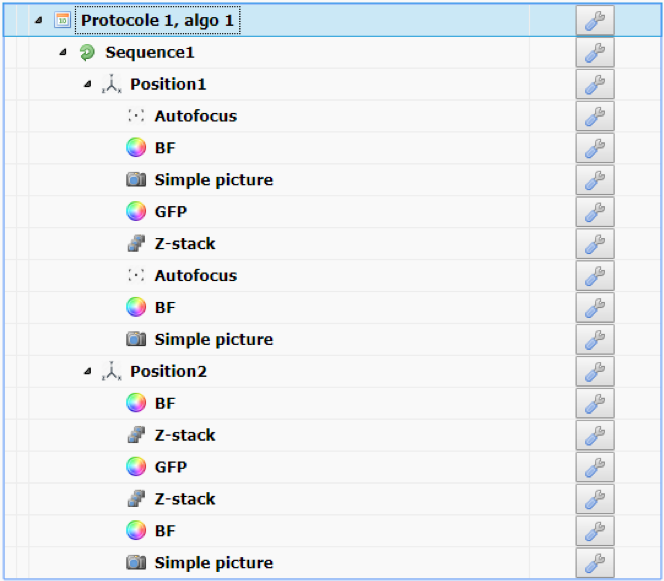 Protocole 1, algo 1
Sequence1
Position1
Autofocus
BF
Simple picture
GFP
Z-stack
Autofocus
BF
Simple picture
Position2
BF
Z-stack
GFP
Z-stack
BF
Simple picture